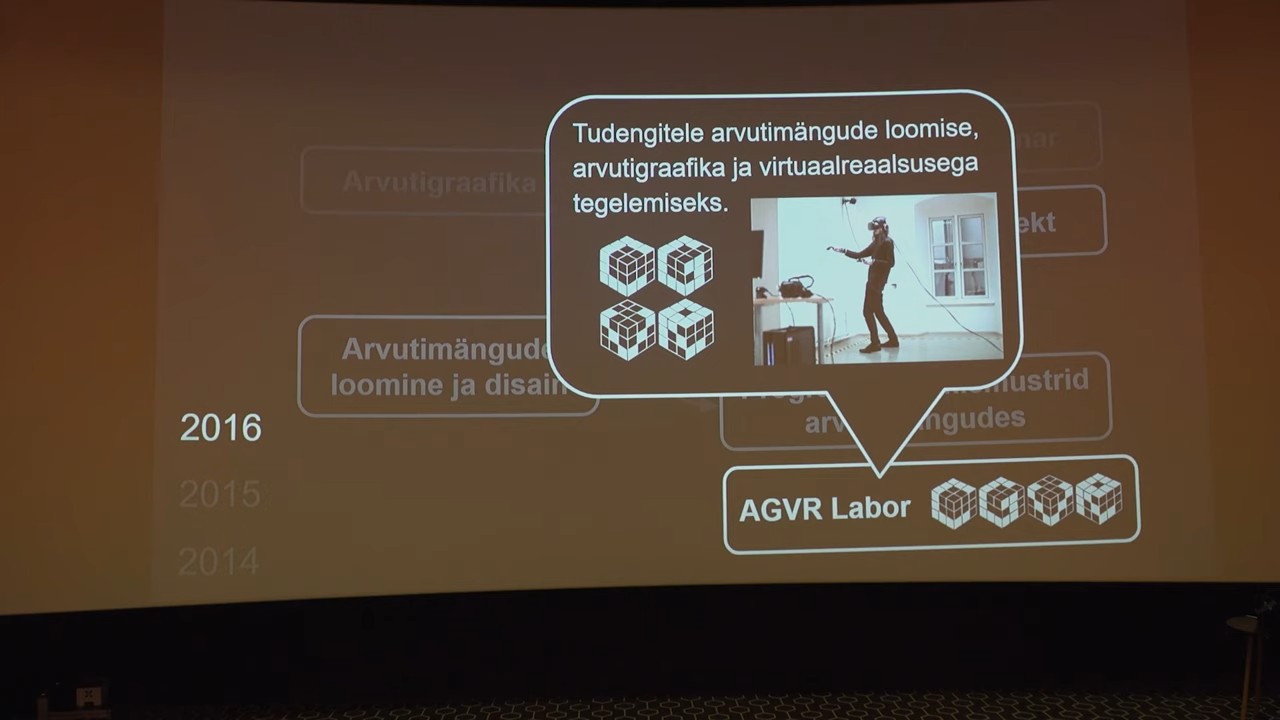 Tudengitele arvutimängude loomise,
arvutigraafika ja virtuaalreaalsusega
tegelemiseks.
Arvutigraafika
Arvutimängude
loomine ja disain
2016
2015
2014
AGVR Labor